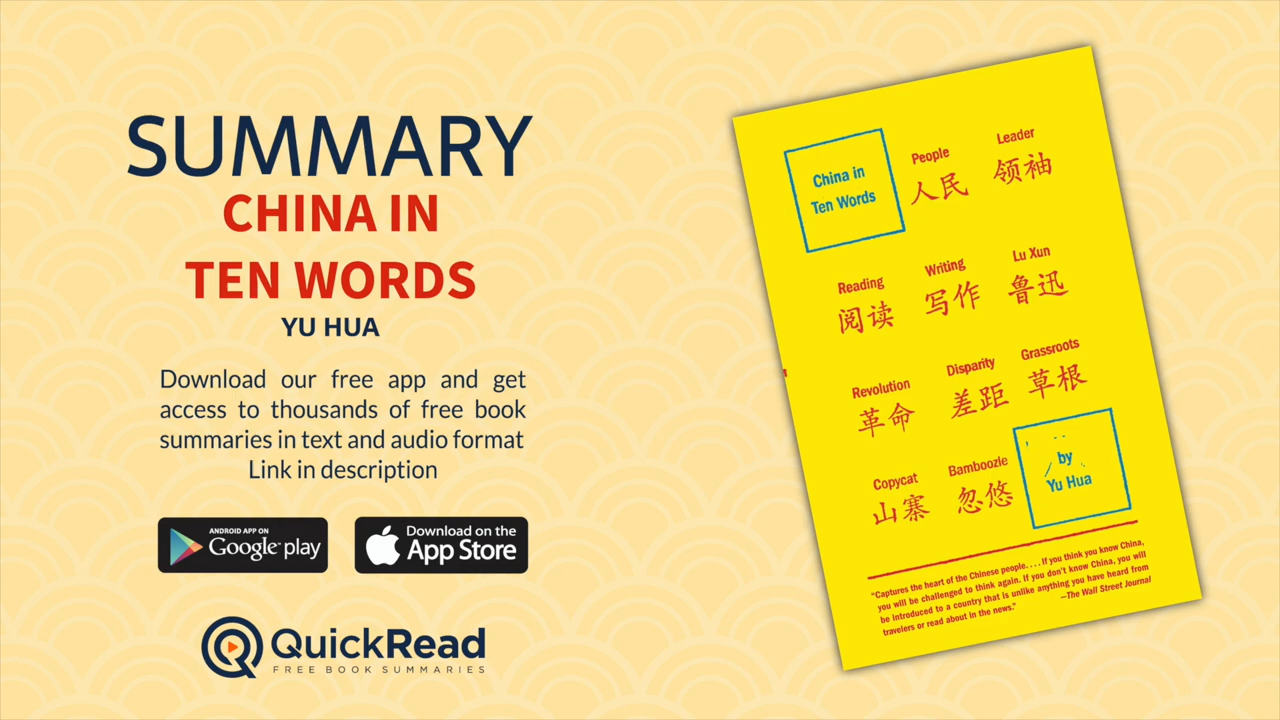 SUMMARY
CHINA IN
TEN WORDS
YU HUA
Download our free app and get
access to thousands of free book
summaries in text and audio format
Link in description
ANDROID APP ON
Google play
Download on the
App Store
QuickRead
FREE BOOK SUMMARIES
China in
Ten Words
People
人民
Leader
领袖
Reading
阅读
Writing
写作
Lu Xun
鲁迅
Revolution
革命
Disparity
差距
Grassroots
草根
Copycat
山寨
Bamboozle
忽悠
by
Yu Hua
“Captures the heart of the Chinese people. . . . If you think you know China,
you will be challenged to think again. If you don’t know China, you will
be introduced to a country that is unlike anything you have heard from
travelers or read about in the news.” —The Wall Street Journal